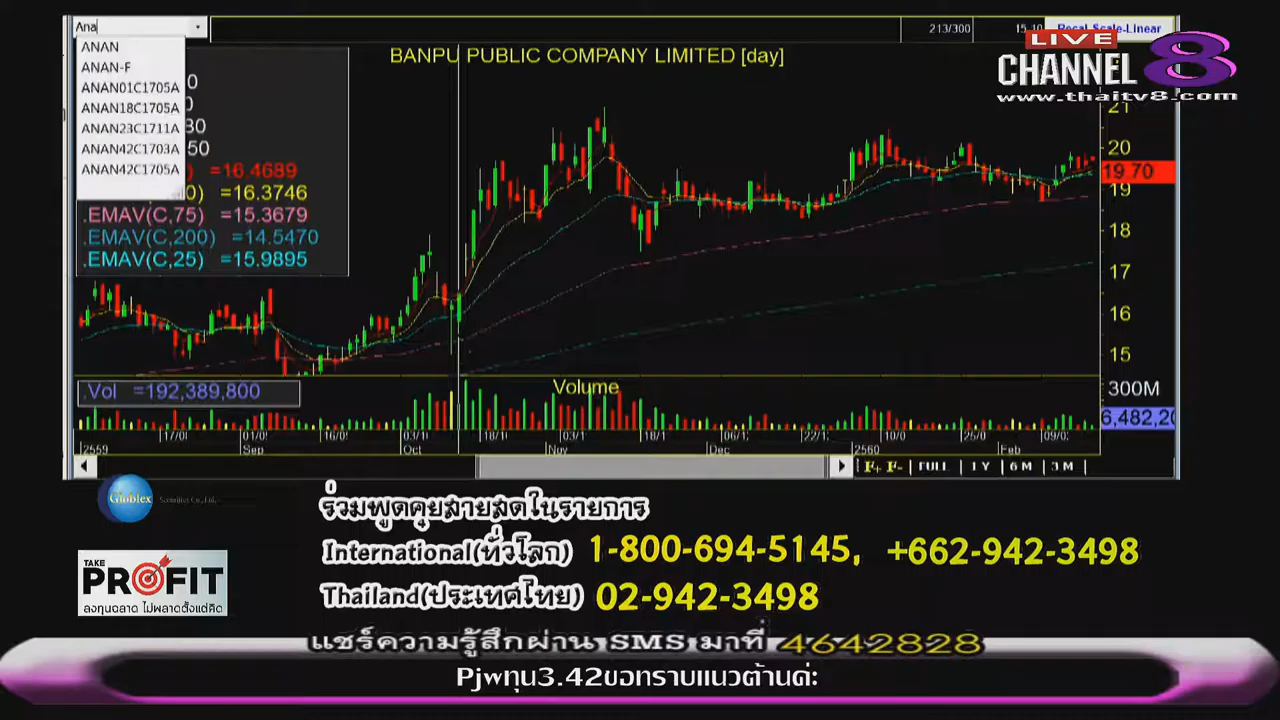 Ana
213/300
15.10
Recal Scale-Linear
ANAN
ANAN-F
ANAN01C1705A
ANAN18C1705A
ANAN23C1711A
ANAN42C1703A
ANAN42C1705A
BANPU PUBLIC COMPANY LIMITED [day]
LIVE
CHANNEL 8
www.thaitv8.com
=16.4689
=16.3746
.EMAV(C,75) =15.3679
.EMAV(C,200) =14.5470
.EMAV(C,25) =15.9895
21
20
19.70
19
18
17
16
15
.Vol =192,389,800
Volume
300M
6,482,20
2559
Sep
Oct
Nov
Dec
2560
Feb
F+ F- FULL 1 Y 6 M 3 M
Globlex
Securities Co., Ltd.
ร่วมพูดคุยสายสดในรายการ
International(ทั่วโลก) 1-800-694-5145, +662-942-3498
Thailand(ประเทศไทย) 02-942-3498
TAKE
PROFIT
ลงทุนฉลาด ไม่พลาดตั้งแต่คิด
แชร์ความรู้สึกผ่าน SMS มาที่ 4642828
Pjwทุน3.42ขอทราบแนวต้านค่ะ